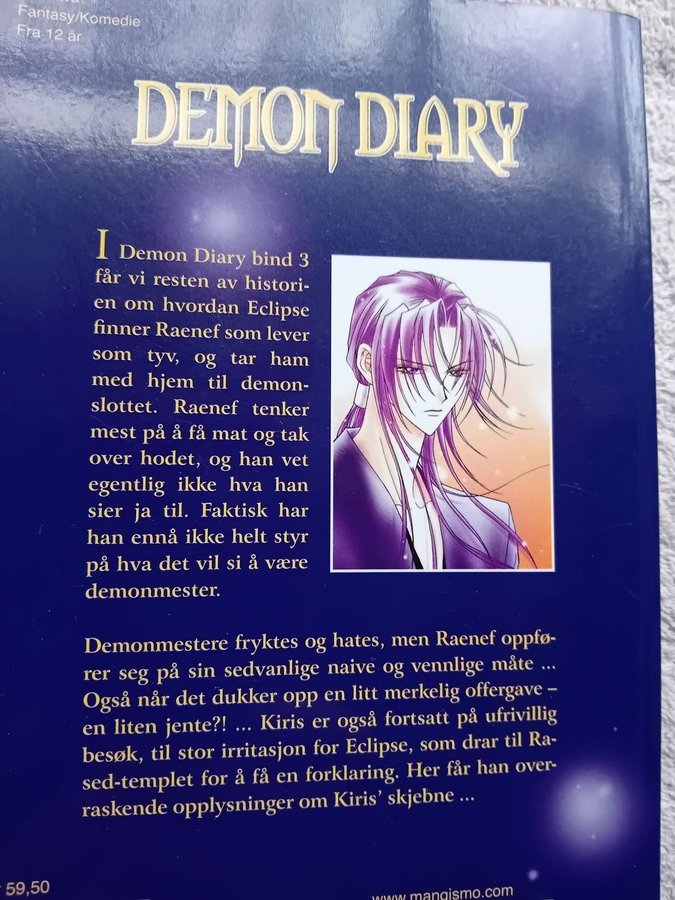 Fantasy/Komedie
Fra 12 år
DEMON DIARY
I Demon Diary bind 3
får vi resten av histori-
en om hvordan Eclipse
finner Raenef som lever
som tyv, og tar ham
med hjem til demon-
slottet. Raenef tenker
mest på å få mat og tak
over hodet, og han vet
egentlig ikke hva han
sier ja til. Faktisk har
han ennå ikke helt styr
på hva det vil si å være
demonmester.
Demonmestere fryktes og hates, men Raenef oppfø-
rer seg på sin sedvanlige naive og vennlige måte ...
Også når det dukker opp en litt merkelig offergave –
en liten jente?! ... Kiris er også fortsatt på ufrivillig
besøk, til stor irritasjon for Eclipse, som drar til Ra-
sed-templet for å få en forklaring. Her får han over-
raskende opplysninger om Kiris' skjebne ...
59,50
www.mangismo.com